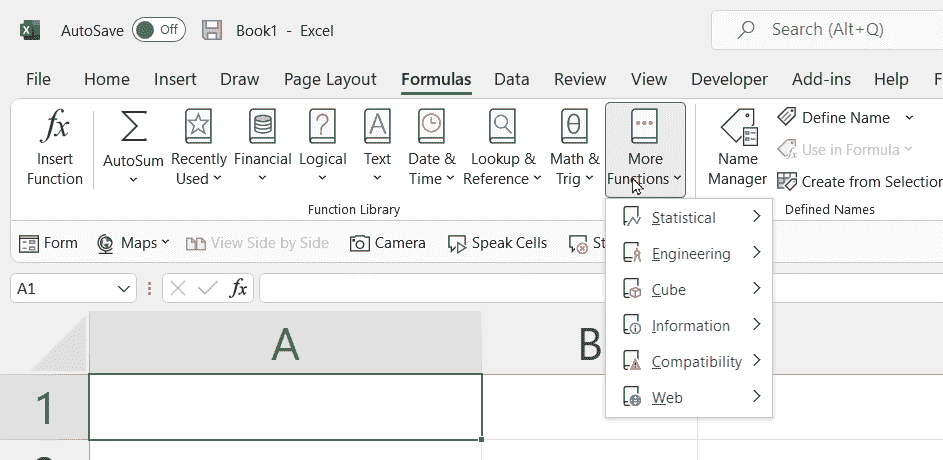 AutoSave Off Book1 - Excel Search (Alt+Q)
File Home Insert Draw Page Layout Formulas Data Review View Developer Add-ins Help
fx Insert Function
AutoSum
Recently Used
Financial
Logical
Text
Date & Time
Lookup & Reference
Math & Trig
More Functions
Name Manager
Define Name
Use in Formula
Create from Selection
Function Library
Defined Names
Form Maps View Side by Side Camera Speak Cells
A1 fx
Statistical
Engineering
Cube
Information
Compatibility
Web
A B
1